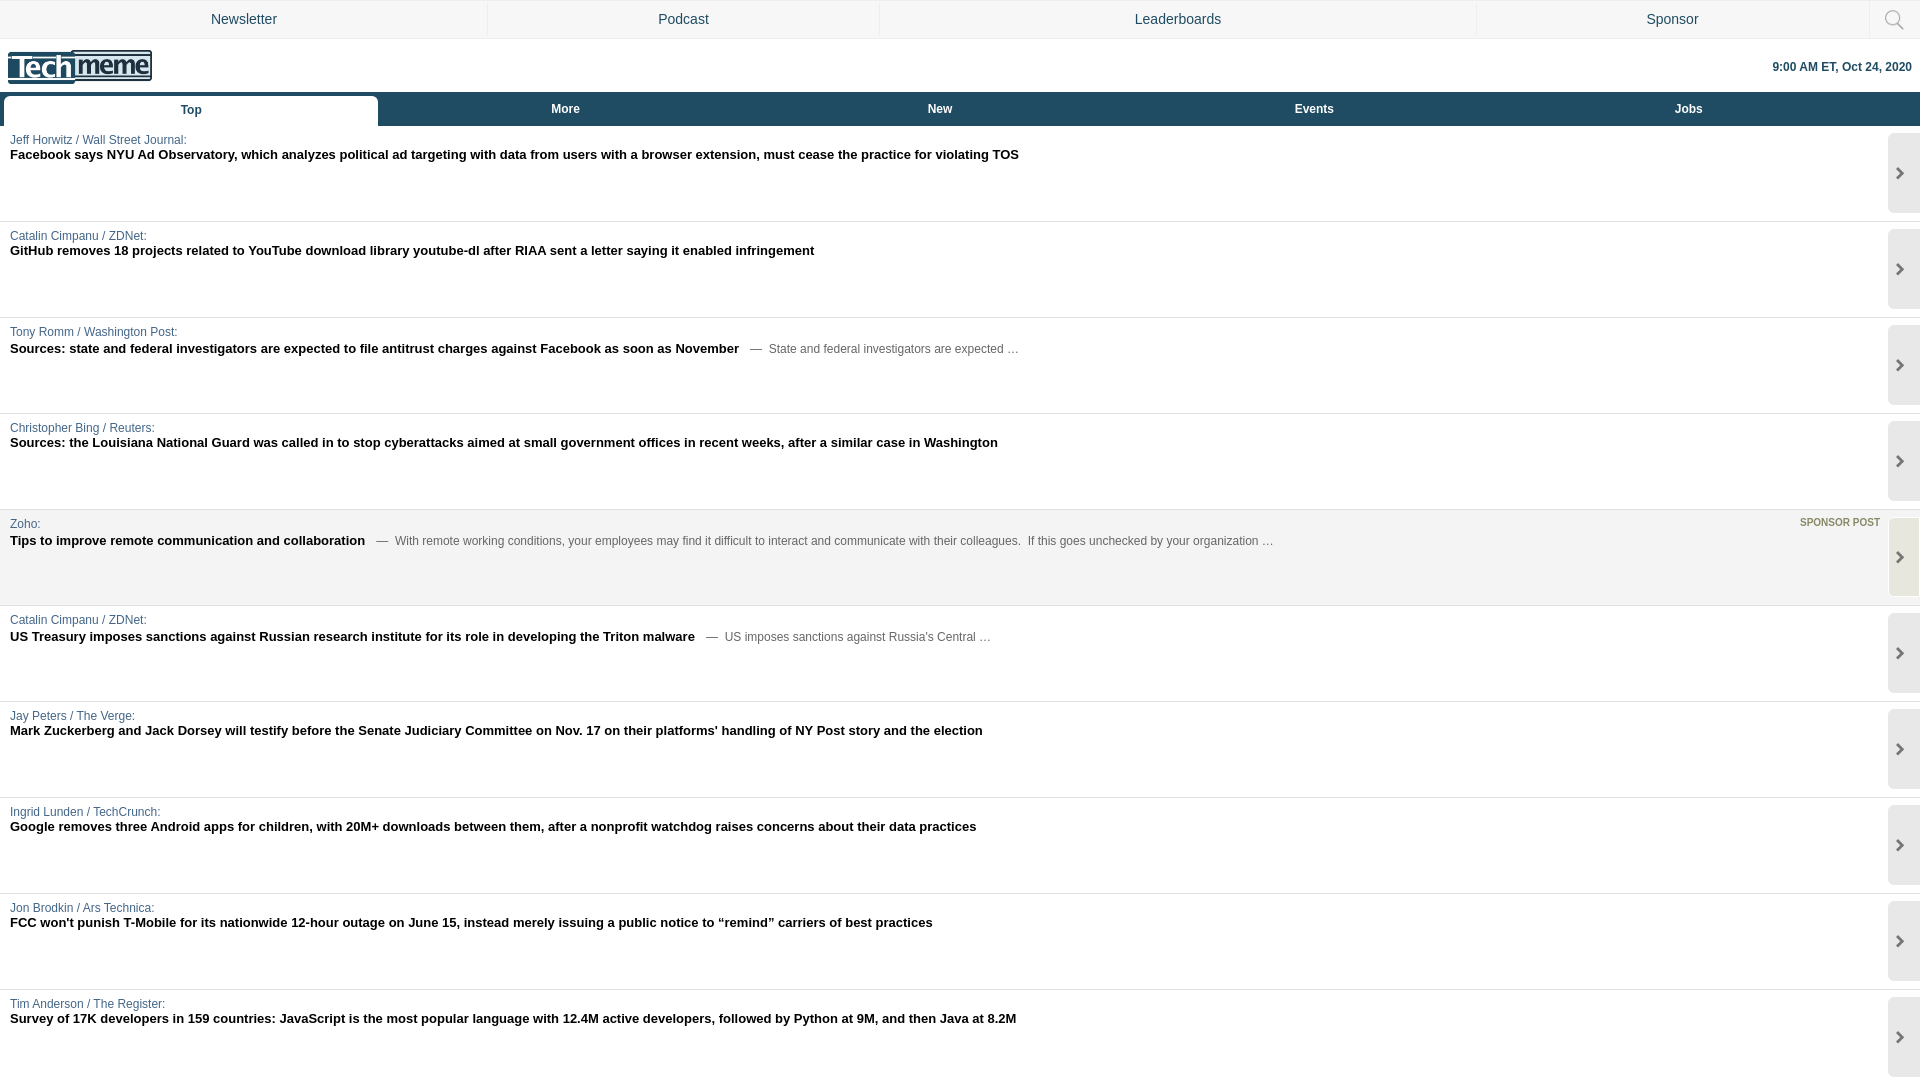 Newsletter
Podcast
Leaderboards
Sponsor
Techmeme
9:00 AM ET, Oct 24, 2020
Top
More
New
Events
Jobs
Jeff Horwitz / Wall Street Journal:
Facebook says NYU Ad Observatory, which analyzes political ad targeting with data from users with a browser extension, must cease the practice for violating TOS
Catalin Cimpanu / ZDNet:
GitHub removes 18 projects related to YouTube download library youtube-dl after RIAA sent a letter saying it enabled infringement
Tony Romm / Washington Post:
Sources: state and federal investigators are expected to file antitrust charges against Facebook as soon as November — State and federal investigators are expected …
Christopher Bing / Reuters:
Sources: the Louisiana National Guard was called in to stop cyberattacks aimed at small government offices in recent weeks, after a similar case in Washington
Zoho:
SPONSOR POST
Tips to improve remote communication and collaboration — With remote working conditions, your employees may find it difficult to interact and communicate with their colleagues. If this goes unchecked by your organization …
Catalin Cimpanu / ZDNet:
US Treasury imposes sanctions against Russian research institute for its role in developing the Triton malware — US imposes sanctions against Russia's Central …
Jay Peters / The Verge:
Mark Zuckerberg and Jack Dorsey will testify before the Senate Judiciary Committee on Nov. 17 on their platforms' handling of NY Post story and the election
Ingrid Lunden / TechCrunch:
Google removes three Android apps for children, with 20M+ downloads between them, after a nonprofit watchdog raises concerns about their data practices
Jon Brodkin / Ars Technica:
FCC won't punish T-Mobile for its nationwide 12-hour outage on June 15, instead merely issuing a public notice to “remind” carriers of best practices
Tim Anderson / The Register:
Survey of 17K developers in 159 countries: JavaScript is the most popular language with 12.4M active developers, followed by Python at 9M, and then Java at 8.2M